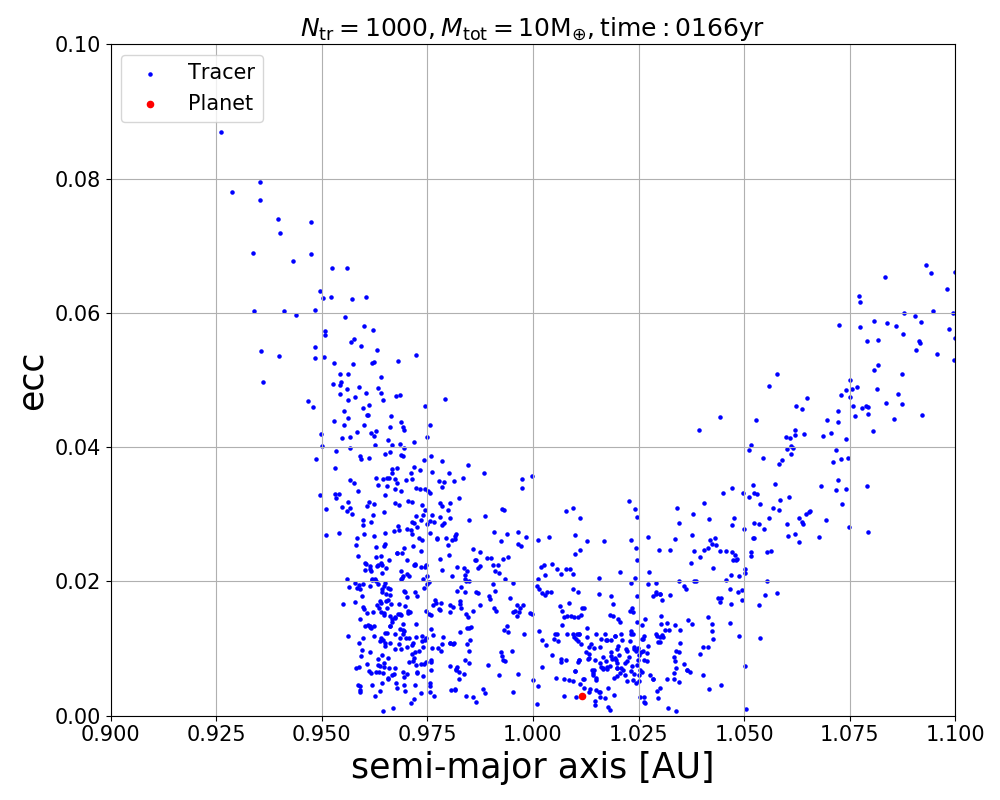 N_tr = 1000, M_tot = 10M_⊕, time : 0166yr
Tracer
Planet
0.10
0.08
0.06
0.04
0.02
0.00
ecc
0.900 0.925 0.950 0.975 1.000 1.025 1.050 1.075 1.100
semi-major axis [AU]